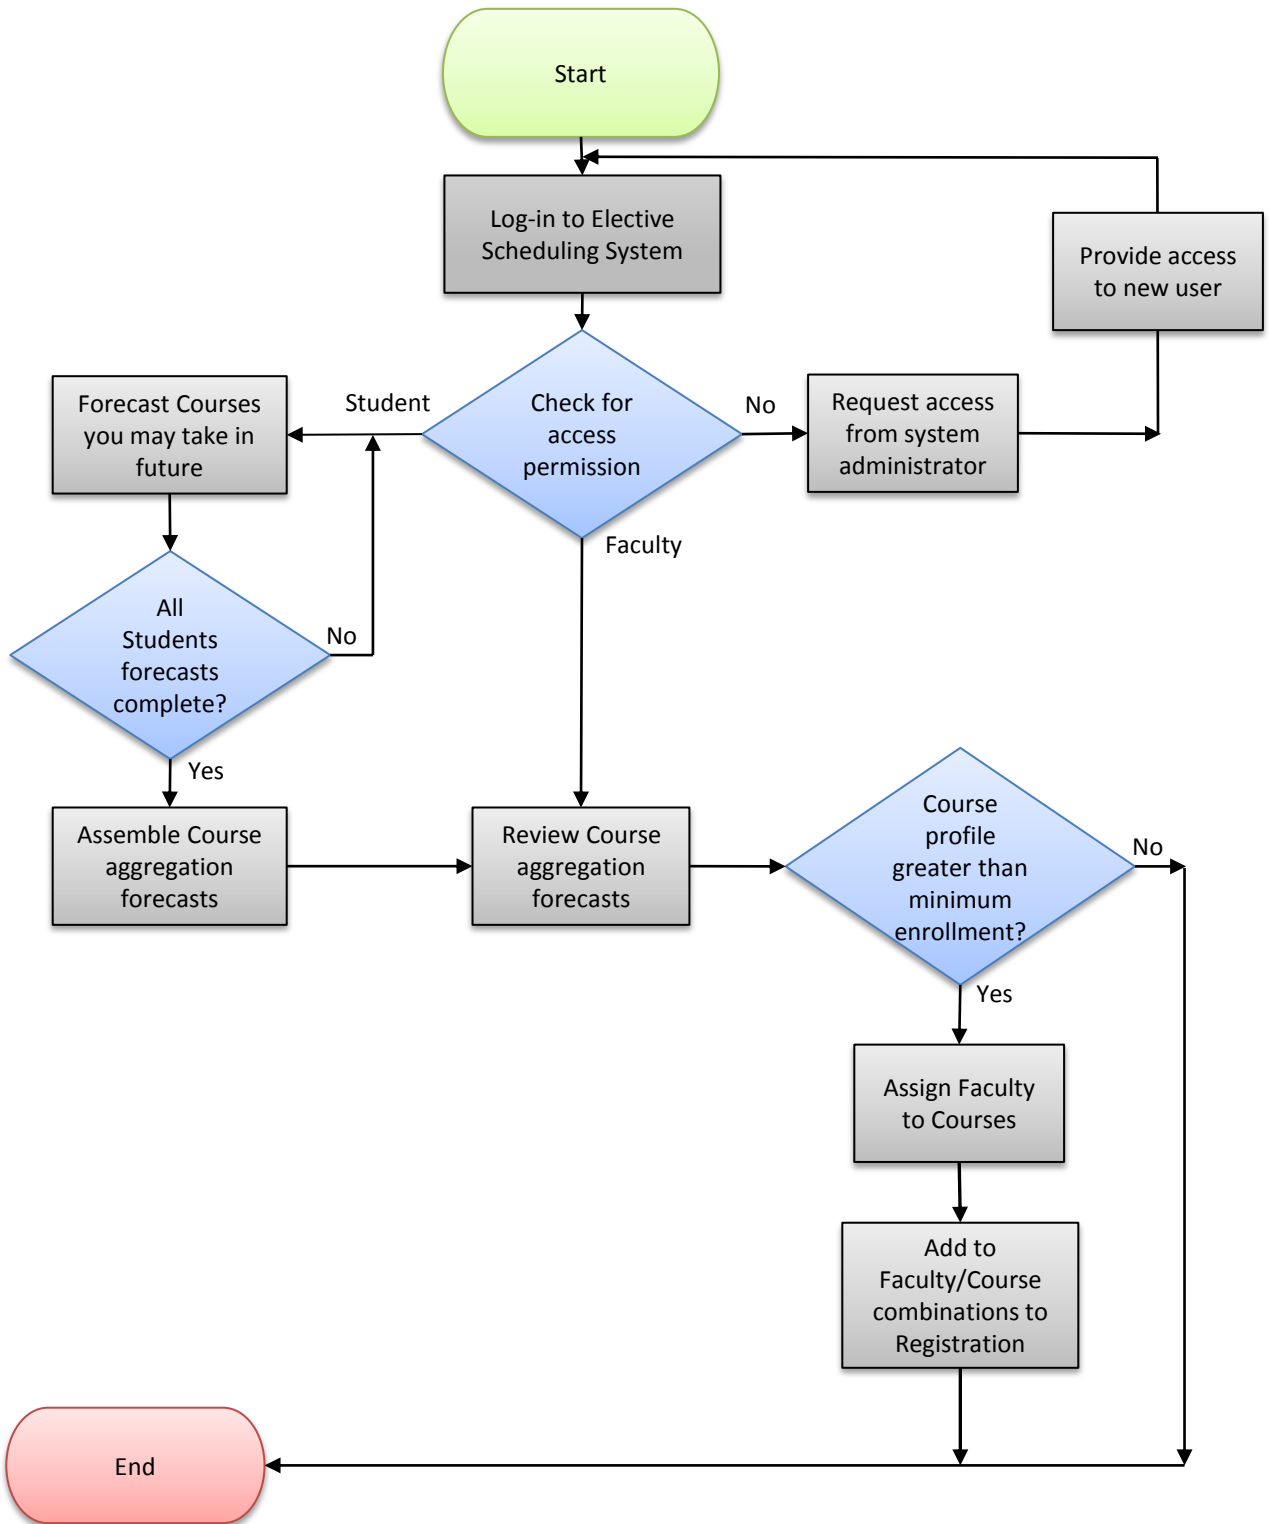 Start
Log-in to Elective
Scheduling System
Provide access
to new user
Forecast Courses
you may take in
future
Student
Check for
access
permission
No
Request access
from system
administrator
Faculty
All
Students
forecasts
complete?
No
Yes
Assemble Course
aggregation
forecasts
Review Course
aggregation
forecasts
Course
profile
greater than
minimum
enrollment?
No
Yes
Assign Faculty
to Courses
Add to
Faculty/Course
combinations to
Registration
End